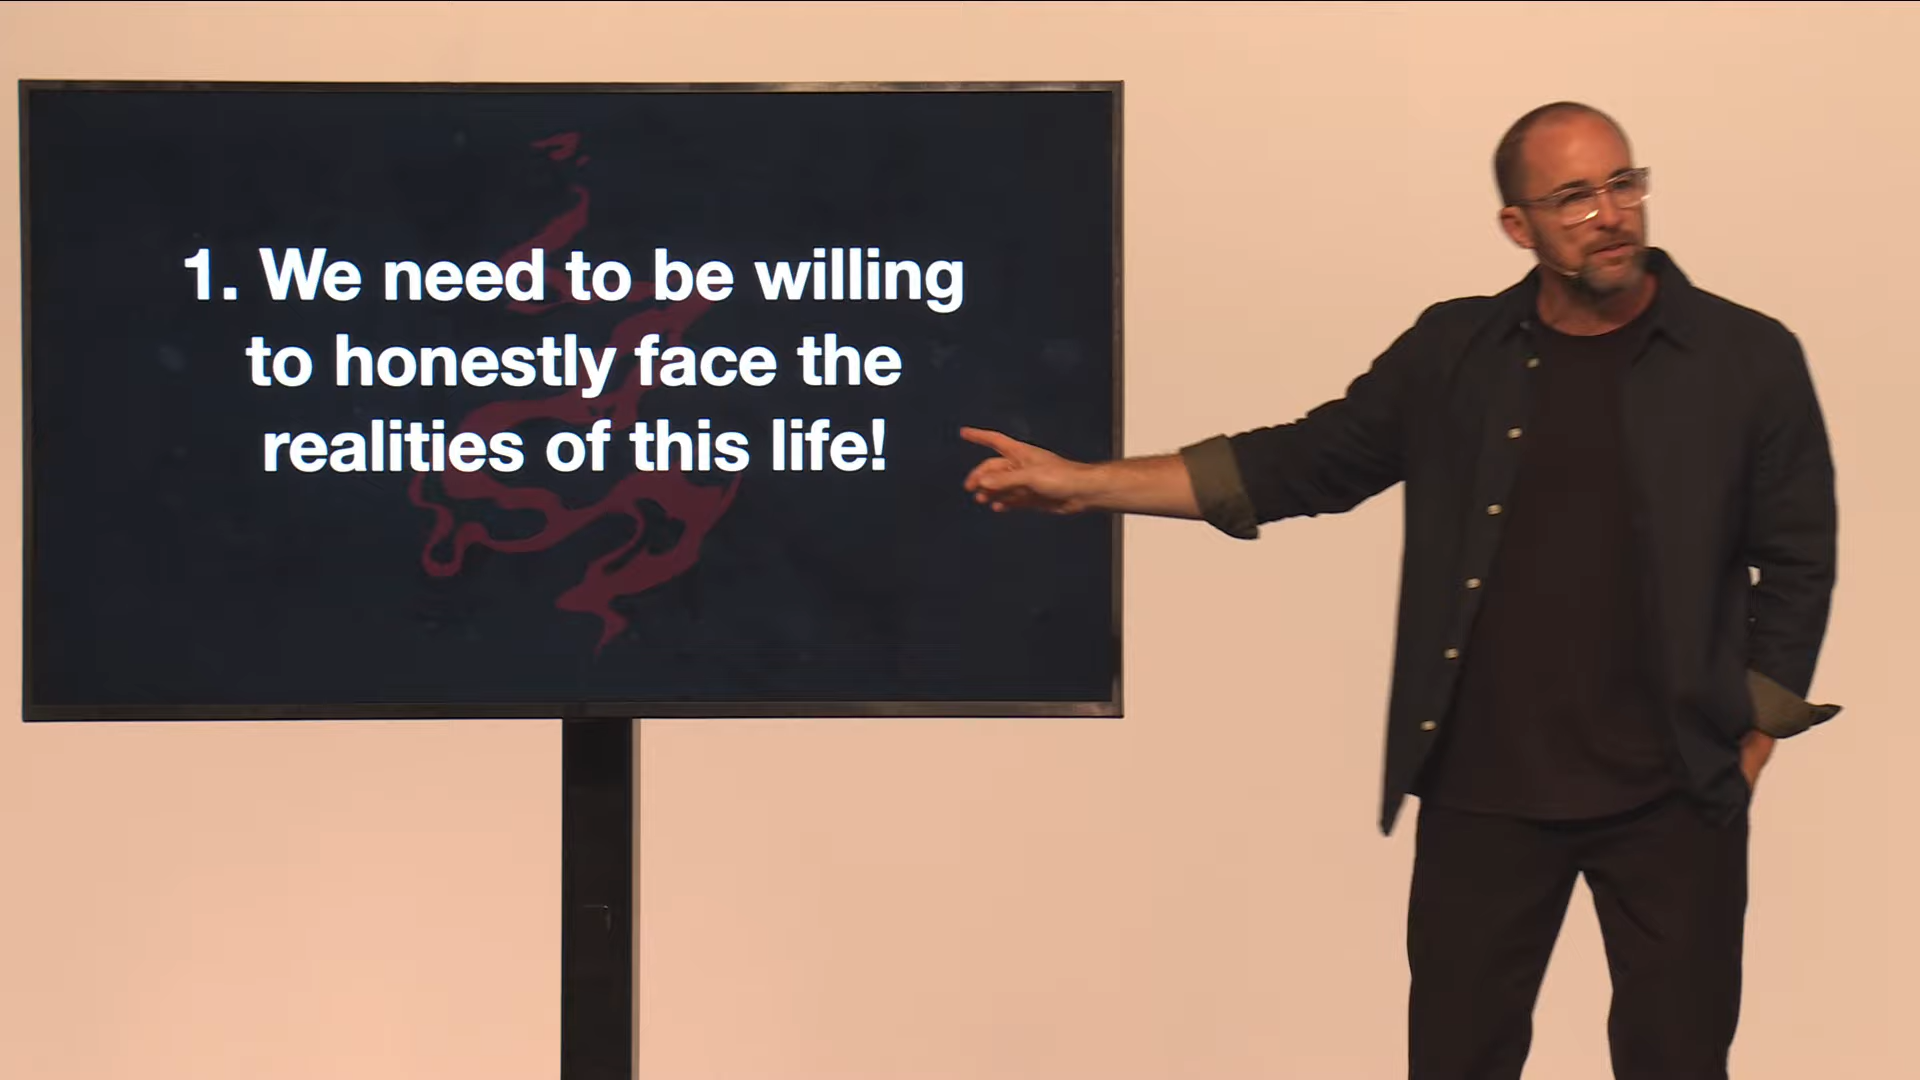 1. We need to be willing
to honestly face the
realities of this life!